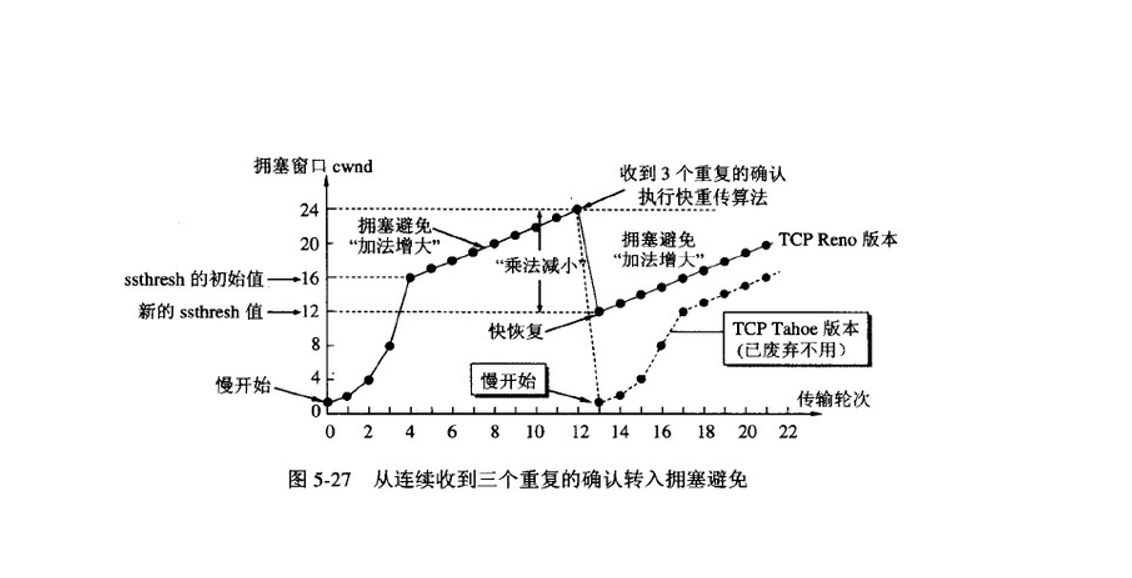 拥塞窗口 cwnd
收到 3 个重复的确认
执行快重传算法
24
拥塞避免
“加法增大”
拥塞避免
“加法增大”
TCP Reno 版本
20
“乘法减小”
ssthresh 的初始值
16
新的 ssthresh 值
12
快恢复
TCP Tahoe 版本
(已废弃不用）
8
慢开始
4
慢开始
传输轮次
0
0 2 4 6 8 10 12 14 16 18 20 22
图 5-27 从连续收到三个重复的确认转入拥塞避免